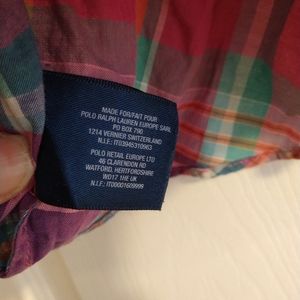 MADE FOR/FAIT POUR
POLO RALPH LAUREN EUROPE SARL
PO BOX 790
1214 VERNIER SWITZERLAND
N.I.F.: IT03946310963
POLO RETAIL EUROPE LTD
46 CLARENDON RD
WATFORD, HERTFORDSHIRE
WD17 1HE UK
N.I.F.: IT00001609999